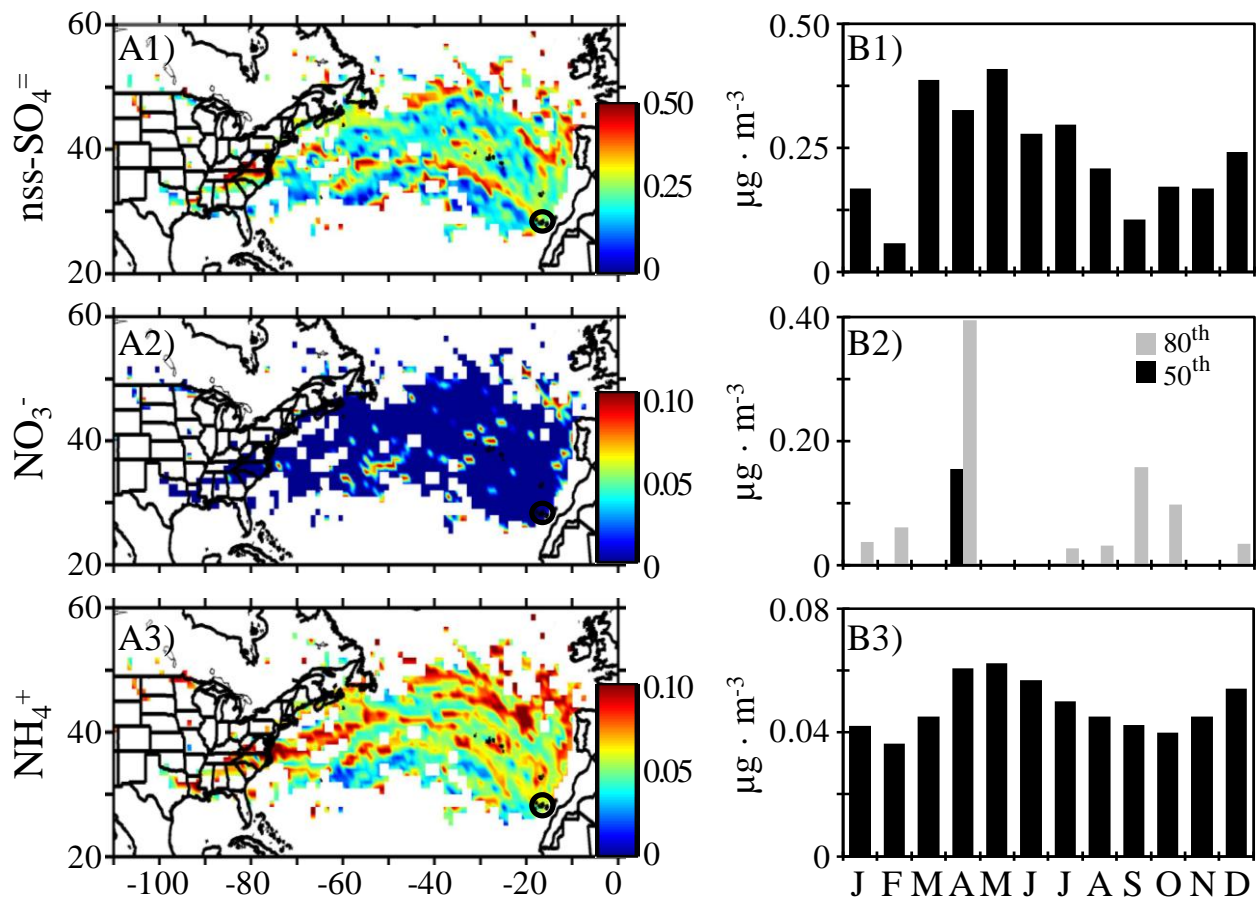 60
A1)
nss-SO₄⁼
40
20
0.50
0.25
0
0.50
B1)
µg · m⁻³
0.25
0
60
A2)
NO₃⁻
40
20
0.10
0.05
0
0.40
B2)
80ᵗʰ
50ᵗʰ
µg · m⁻³
0.20
0
60
A3)
NH₄⁺
40
20
0.10
0.05
0
-100 -80 -60 -40 -20 0
0.08
B3)
µg · m⁻³
0.04
0
J F M A M J J A S O N D